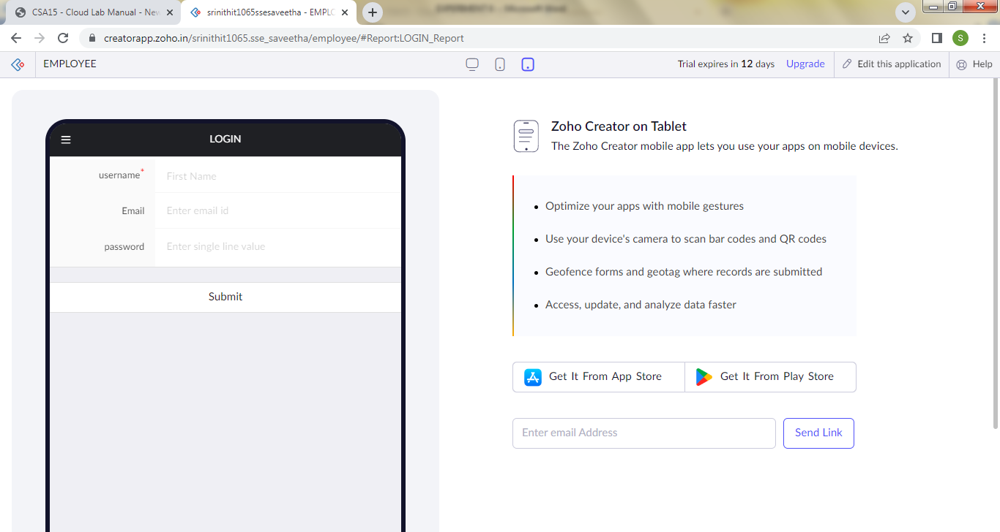 CSA15 - Cloud Lab Manual - New
srinithit1065ssesaveetha - EMPLO
creatorapp.zoho.in/srinithit1065.sse_saveetha/employee/#Report:LOGIN_Report
S
EMPLOYEE
Trial expires in 12 days Upgrade Edit this application Help
LOGIN
username*
First Name
Email
Enter email id
password
Enter single line value
Submit
Zoho Creator on Tablet
The Zoho Creator mobile app lets you use your apps on mobile devices.
Optimize your apps with mobile gestures
Use your device's camera to scan bar codes and QR codes
Geofence forms and geotag where records are submitted
Access, update, and analyze data faster
Get It From App Store
Get It From Play Store
Enter email Address
Send Link